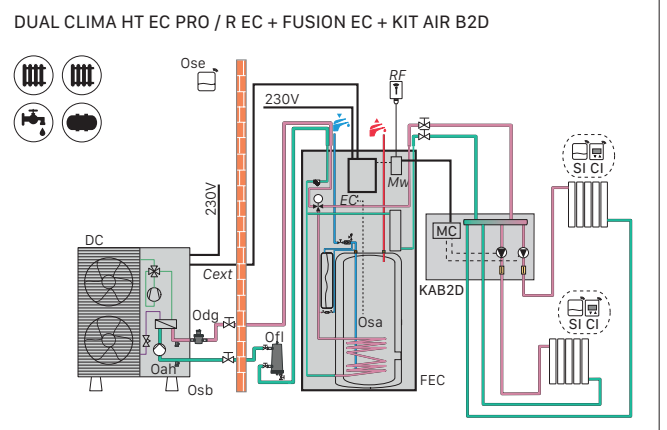 DUAL CLIMA HT EC PRO / R EC + FUSION EC + KIT AIR B2D
Ose
RF
230V
SI CI
Mw
EC
230V
MC
DC
Cext
KAB2D
Odg
Osa
SI CI
Ofl
Oah
FEC
Osb